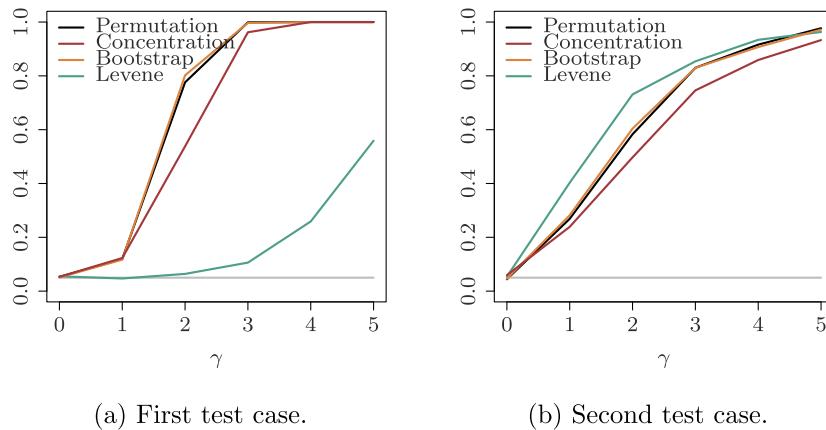 1.0
0.8
0.6
0.4
0.2
0.0
Permutation
Concentration
Bootstrap
Levene
0 1 2 3 4 5
γ
(a) First test case.
1.0
0.8
0.6
0.4
0.2
0.0
Permutation
Concentration
Bootstrap
Levene
0 1 2 3 4 5
γ
(b) Second test case.